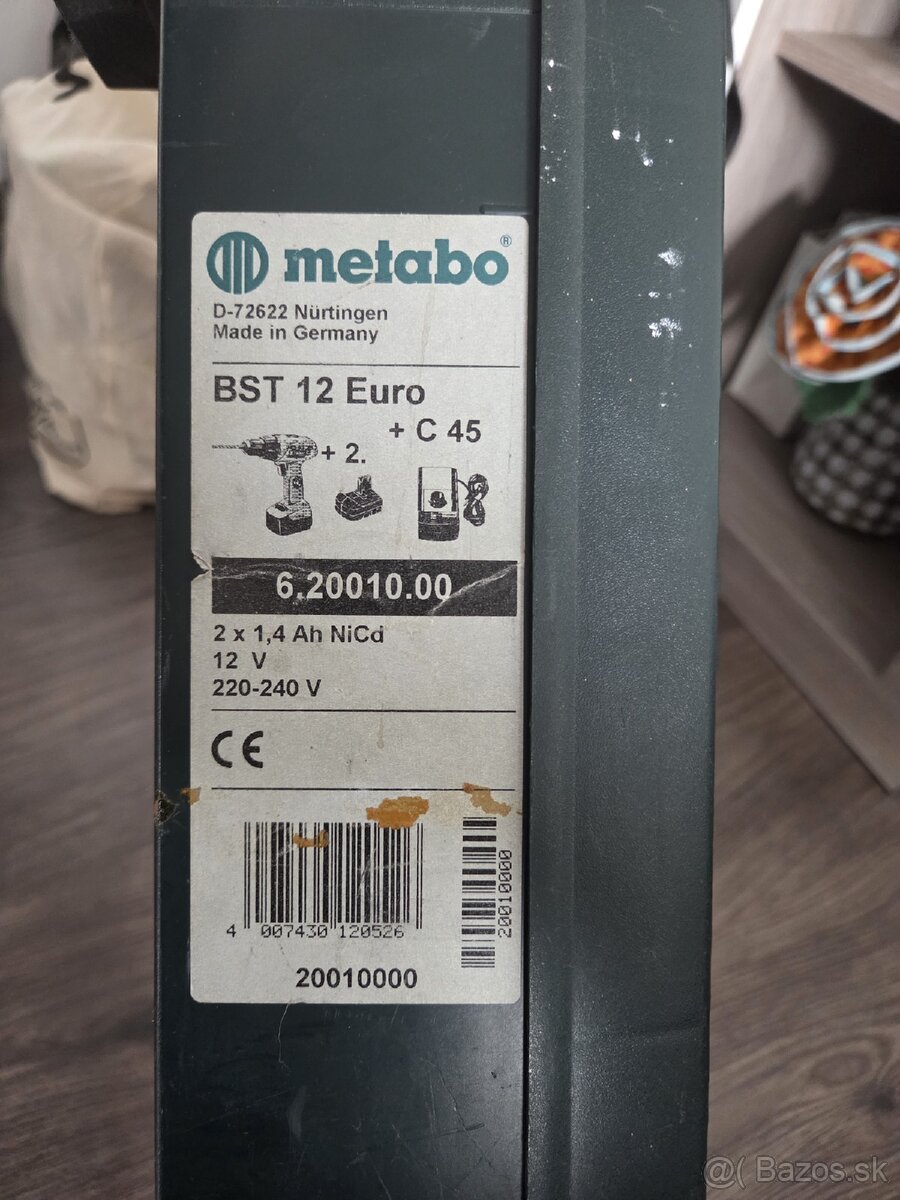 metabo®
D-72622 Nürtingen
Made in Germany
BST 12 Euro
+ C 45
+ 2.
6.20010.00
2 x 1,4 Ah NiCd
12 V
220-240 V
CE
4 007430 120526
20010000
20010000
@( Bazos.sk